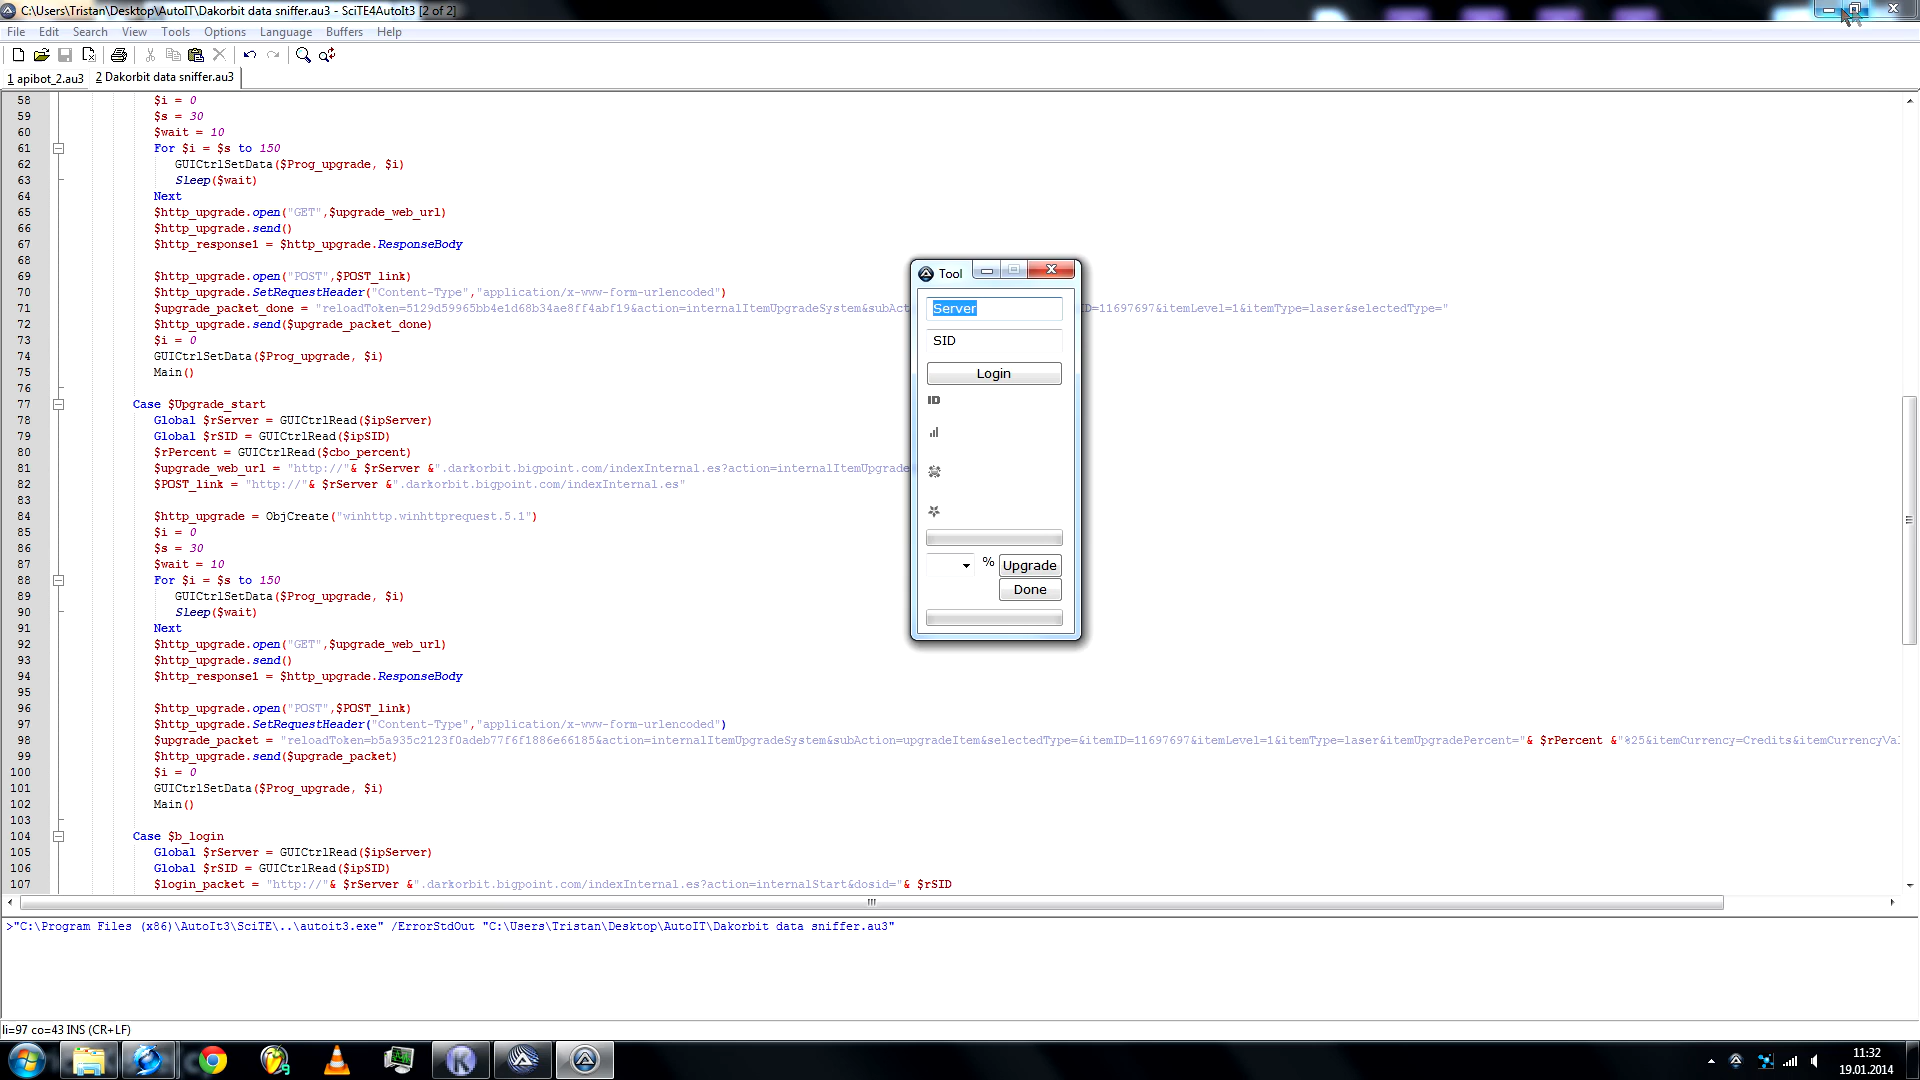 C:\Users\Tristan\Desktop\AutoIT\Dakorbit data sniffer.au3 - SciTE4AutoIt3 [2 of 2]
File Edit Search View Tools Options Language Buffers Help
1 apibot_2.au3 2 Dakorbit data sniffer.au3
58 $i = 0
59 $s = 30
60 $wait = 10
61 For $i = $s to 150
62 GUICtrlSetData($Prog_upgrade, $i)
63 Sleep($wait)
64 Next
65 $http_upgrade.open("GET",$upgrade_web_url)
66 $http_upgrade.send()
67 $http_response1 = $http_upgrade.ResponseBody
68
69 $http_upgrade.open("POST",$POST_link)
70 $http_upgrade.SetRequestHeader("Content-Type","application/x-www-form-urlencoded")
71 $upgrade_packet_done = "reloadToken=5129d59965bb4e1d68b34ae8ff4abf19&action=internalItemUpgradeSystem&subAct D=11697697&itemLevel=1&itemType=laser&selectedType="
72 $http_upgrade.send($upgrade_packet_done)
73 $i = 0
74 GUICtrlSetData($Prog_upgrade, $i)
75 Main()
76
77 Case $Upgrade_start
78 Global $rServer = GUICtrlRead($ipServer)
79 Global $rSID = GUICtrlRead($ipSID)
80 $rPercent = GUICtrlRead($cbo_percent)
81 $upgrade_web_url = "http://"& $rServer &".darkorbit.bigpoint.com/indexInternal.es?action=internalItemUpgrade
82 $POST_link = "http://"& $rServer &".darkorbit.bigpoint.com/indexInternal.es"
83
84 $http_upgrade = ObjCreate("winhttp.winhttprequest.5.1")
85 $i = 0
86 $s = 30
87 $wait = 10
88 For $i = $s to 150
89 GUICtrlSetData($Prog_upgrade, $i)
90 Sleep($wait)
91 Next
92 $http_upgrade.open("GET",$upgrade_web_url)
93 $http_upgrade.send()
94 $http_response1 = $http_upgrade.ResponseBody
95
96 $http_upgrade.open("POST",$POST_link)
97 $http_upgrade.SetRequestHeader("Content-Type","application/x-www-form-urlencoded")
98 $upgrade_packet = "reloadToken=b5a935c2123f0adeb77f6f1886e66185&action=internalItemUpgradeSystem&subAction=upgradeItem&selectedType=&itemID=11697697&itemLevel=1&itemType=laser&itemUpgradePercent="& $rPercent &"%25&itemCurrency=Credits&itemCurrencyVal
99 $http_upgrade.send($upgrade_packet)
100 $i = 0
101 GUICtrlSetData($Prog_upgrade, $i)
102 Main()
103
104 Case $b_login
105 Global $rServer = GUICtrlRead($ipServer)
106 Global $rSID = GUICtrlRead($ipSID)
107 $login_packet = "http://"& $rServer &".darkorbit.bigpoint.com/indexInternal.es?action=internalStart&dosid="& $rSID
Tool
Server
SID
Login
ID
% Upgrade
Done
>"C:\Program Files (x86)\AutoIt3\SciTE\..\autoit3.exe" /ErrorStdOut "C:\Users\Tristan\Desktop\AutoIT\Dakorbit data sniffer.au3"
li=97 co=43 INS (CR+LF)
11:32
19.01.2014